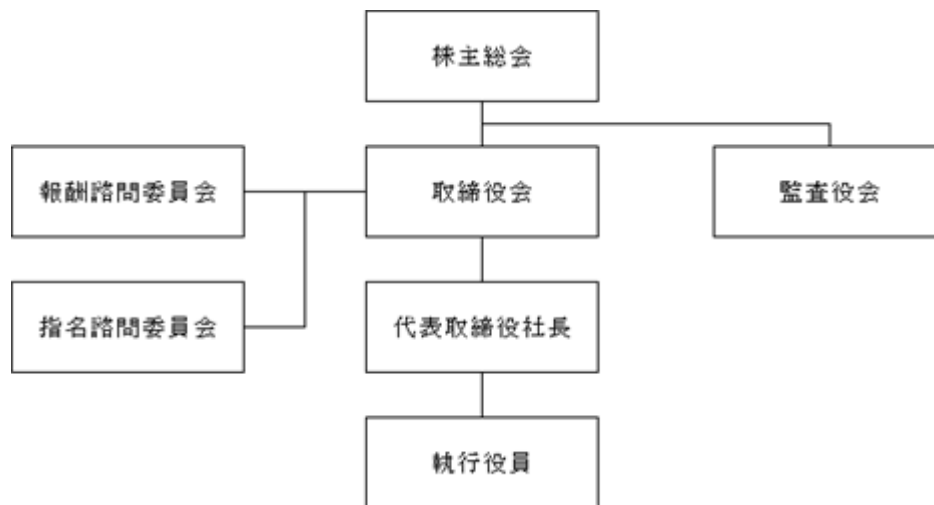 株主総会
報酬諮問委員会
取締役会
監査役会
指名諮問委員会
代表取締役社長
執行役員